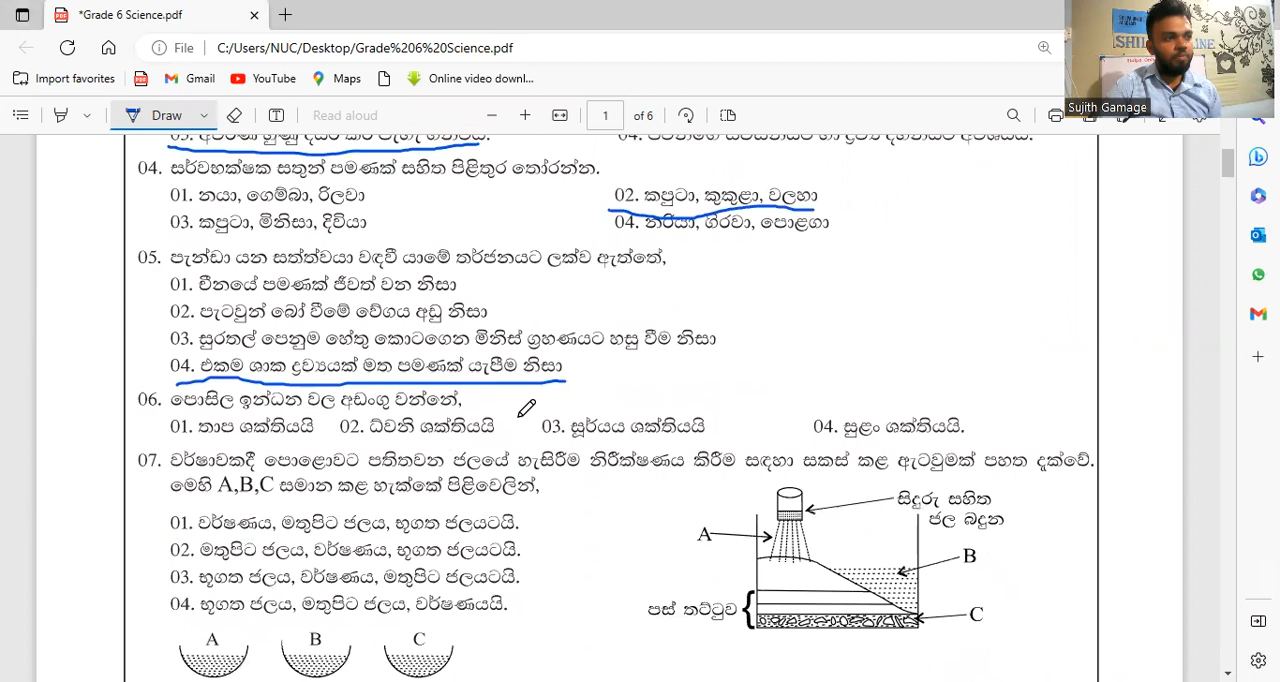 *Grade 6 Science.pdf
File C:/Users/NUC/Desktop/Grade%206%20Science.pdf
Import favorites Gmail YouTube Maps Online video downl...
Sujith Gamage
Draw Read aloud 1 of 6
04. සර්වභක්ෂක සතුන් පමණක් සහිත පිළිතුර තෝරන්න.
01. නයා, ගෙම්බා, රිලවා 02. කපුටා, කුකුළා, වලහා
03. කපුටා, මිනිසා, දිවියා 04. නරියා, ගිරවා, පොළඟා
05. පැන්ඩා යන සත්ත්වයා වඳවී යාමේ තර්ජනයට ලක්ව ඇත්තේ,
01. චීනයේ පමණක් ජීවත් වන නිසා
02. පැටවුන් බෝ වීමේ වේගය අඩු නිසා
03. සුරතල් පෙනුම හේතු කොටගෙන මිනිස් ග්‍රහණයට හසු වීම නිසා
04. එකම ශාක ද්‍රව්‍යයක් මත පමණක් යැපීම නිසා
06. පොසිල ඉන්ධන වල අඩංගු වන්නේ,
01. තාප ශක්තියයි 02. ධ්වනි ශක්තියයි 03. සූර්යය ශක්තියයි 04. සුළං ශක්තියයි.
07. වර්ෂාවකදී පොළොවට පතිතවන ජලයේ හැසිරීම නිරීක්ෂණය කිරීම සඳහා සකස් කළ ඇටවුමක් පහත දැක්වේ.
මෙහි A,B,C සමාන කළ හැක්කේ පිළිවෙලින්,
සිදුරු සහිත
ජල බඳුන
01. වර්ෂණය, මතුපිට ජලය, භූගත ජලයටයි.
A
02. මතුපිට ජලය, වර්ෂණය, භූගත ජලයටයි.
B
03. භූගත ජලය, වර්ෂණය, මතුපිට ජලයටයි.
04. භූගත ජලය, මතුපිට ජලය, වර්ෂණයයි.
පස් තට්ටුව
C
A B C